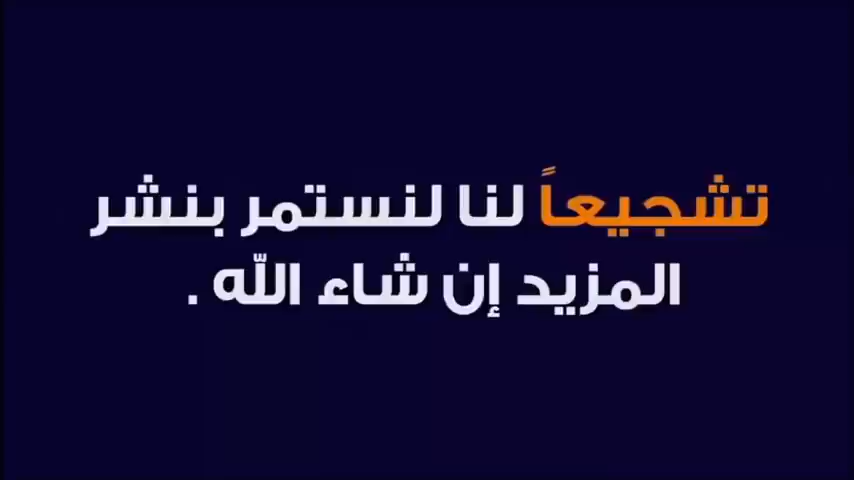 تشجيعاً لنا لنستمر بنشر
المزيد إن شاء الله .